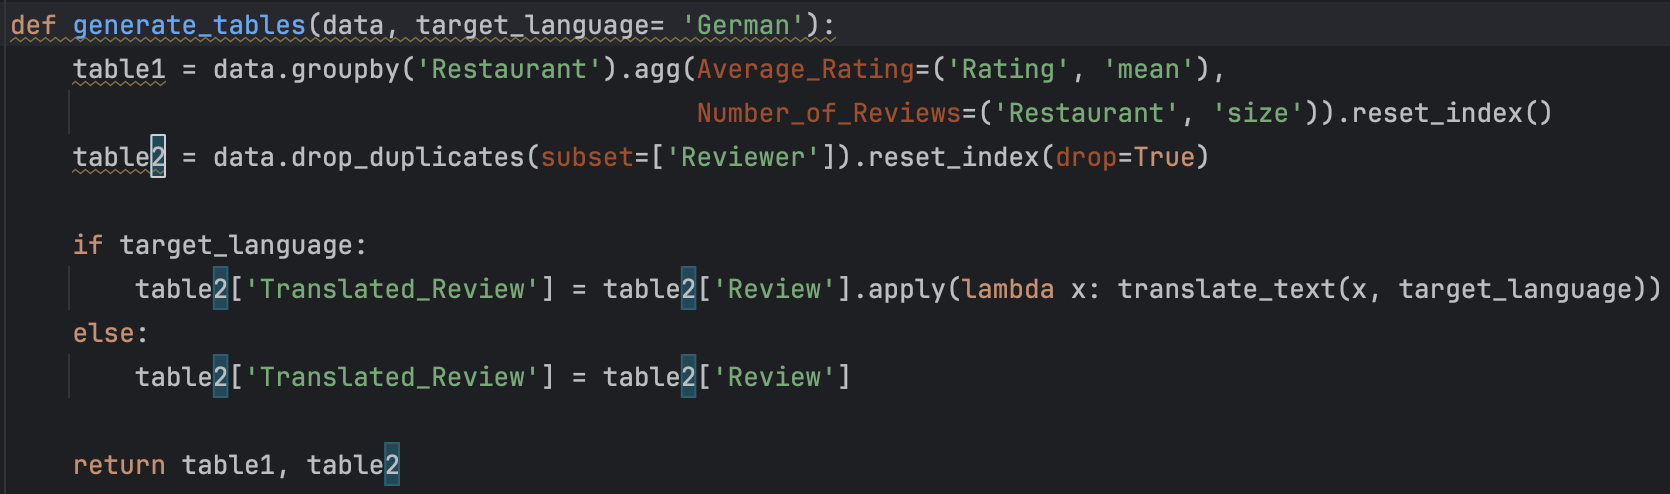 def generate_tables(data, target_language= 'German'):
    table1 = data.groupby('Restaurant').agg(Average_Rating=('Rating', 'mean'),
                                            Number_of_Reviews=('Restaurant', 'size')).reset_index()
    table2 = data.drop_duplicates(subset=['Reviewer']).reset_index(drop=True)

    if target_language:
        table2['Translated_Review'] = table2['Review'].apply(lambda x: translate_text(x, target_language))
    else:
        table2['Translated_Review'] = table2['Review']

    return table1, table2